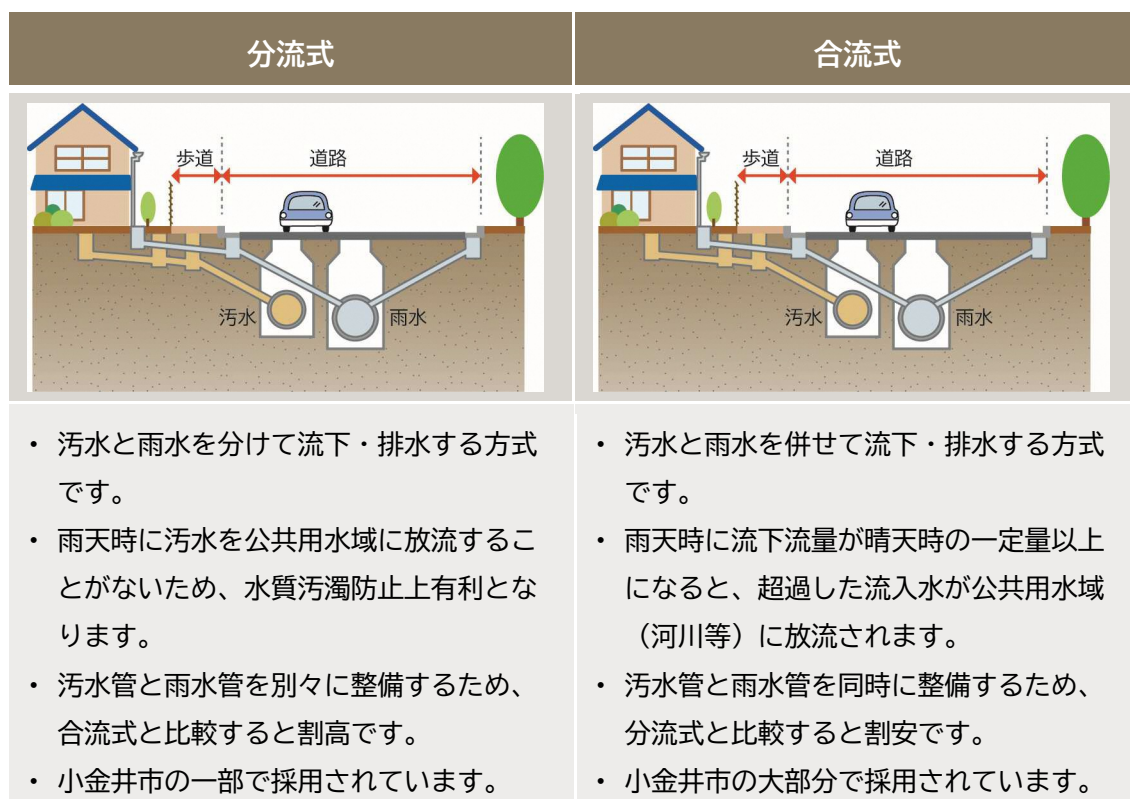 分流式
合流式
歩道
道路
汚水
雨水
歩道
道路
汚水
雨水
・ 汚水と雨水を分けて流下・排水する方式
です。
・ 雨天時に汚水を公共用水域に放流するこ
とがないため、水質汚濁防止上有利とな
ります。
・ 汚水管と雨水管を別々に整備するため、
合流式と比較すると割高です。
・ 小金井市の一部で採用されています。
・ 汚水と雨水を併せて流下・排水する方式
です。
・ 雨天時に流下流量が晴天時の一定量以上
になると、超過した流入水が公共用水域
（河川等）に放流されます。
・ 汚水管と雨水管を同時に整備するため、
分流式と比較すると割安です。
・ 小金井市の大部分で採用されています。